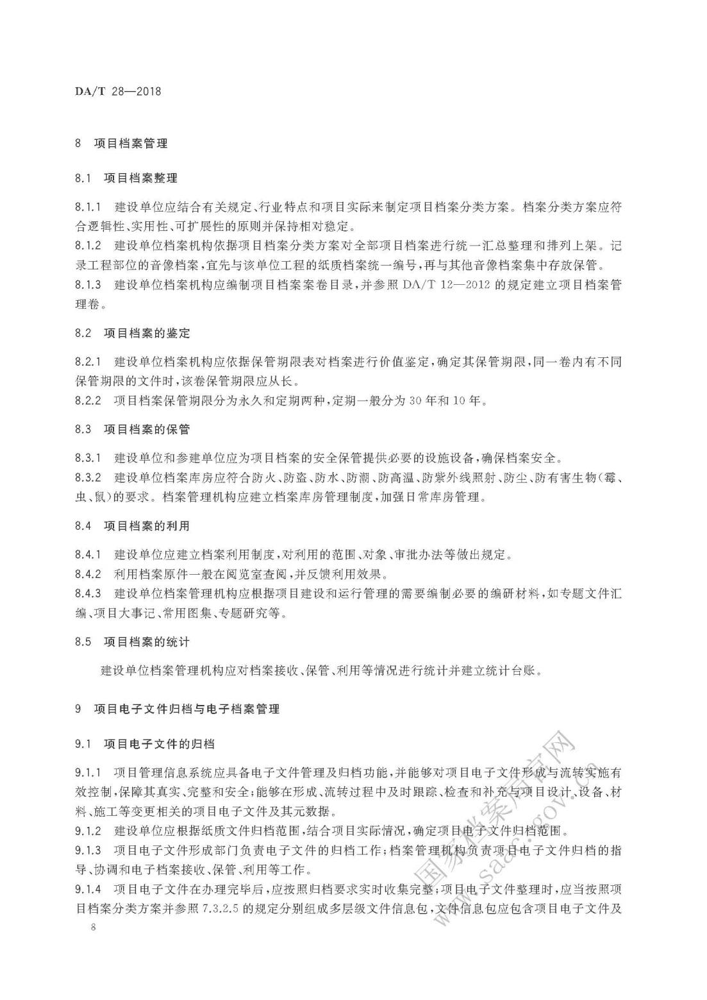 DA/T 28—2018
8 项目档案管理
8.1 项目档案整理
8.1.1 建设单位应结合有关规定、行业特点和项目实际来制定项目档案分类方案。档案分类方案应符
合逻辑性、实用性、可扩展性的原则并保持相对稳定。
8.1.2 建设单位档案机构依据项目档案分类方案对全部项目档案进行统一汇总整理和排列上架。记
录工程部位的音像档案,宜先与该单位工程的纸质档案统一编号,再与其他音像档案集中存放保管。
8.1.3 建设单位档案机构应编制项目档案案卷目录,并参照 DA/T 12—2012 的规定建立项目档案管
理卷。
8.2 项目档案的鉴定
8.2.1 建设单位档案机构应依据保管期限表对档案进行价值鉴定,确定其保管期限,同一卷内有不同
保管期限的文件时,该卷保管期限应从长。
8.2.2 项目档案保管期限分为永久和定期两种,定期一般分为 30 年和 10 年。
8.3 项目档案的保管
8.3.1 建设单位和参建单位应为项目档案的安全保管提供必要的设施设备,确保档案安全。
8.3.2 建设单位档案库房应符合防火、防盗、防水、防潮、防高温、防紫外线照射、防尘、防有害生物(霉、
虫、鼠)的要求。档案管理机构应建立档案库房管理制度,加强日常库房管理。
8.4 项目档案的利用
8.4.1 建设单位应建立档案利用制度,对利用的范围、对象、审批办法等做出规定。
8.4.2 利用档案原件一般在阅览室查阅,并反馈利用效果。
8.4.3 建设单位档案管理机构应根据项目建设和运行管理的需要编制必要的编研材料,如专题文件汇
编、项目大事记、常用图集、专题研究等。
8.5 项目档案的统计
建设单位档案管理机构应对档案接收、保管、利用等情况进行统计并建立统计台账。
9 项目电子文件归档与电子档案管理
9.1 项目电子文件的归档
9.1.1 项目管理信息系统应具备电子文件管理及归档功能,并能够对项目电子文件形成与流转实施有
效控制,保障其真实、完整和安全;能够在形成、流转过程中及时跟踪、检查和补充与项目设计、设备、材
料、施工等变更相关的项目电子文件及其元数据。
9.1.2 建设单位应根据纸质文件归档范围,结合项目实际情况,确定项目电子文件归档范围。
9.1.3 项目电子文件形成部门负责电子文件的归档工作;档案管理机构负责项目电子文件归档的指
导、协调和电子档案接收、保管、利用等工作。
9.1.4 项目电子文件在办理完毕后,应按照归档要求实时收集完整;项目电子文件整理时,应当按照项
目档案分类方案并参照 7.3.2.5 的规定分别组成多层级文件信息包,文件信息包应包含项目电子文件及
8
国家档案局官网
www.saac.gov.cn